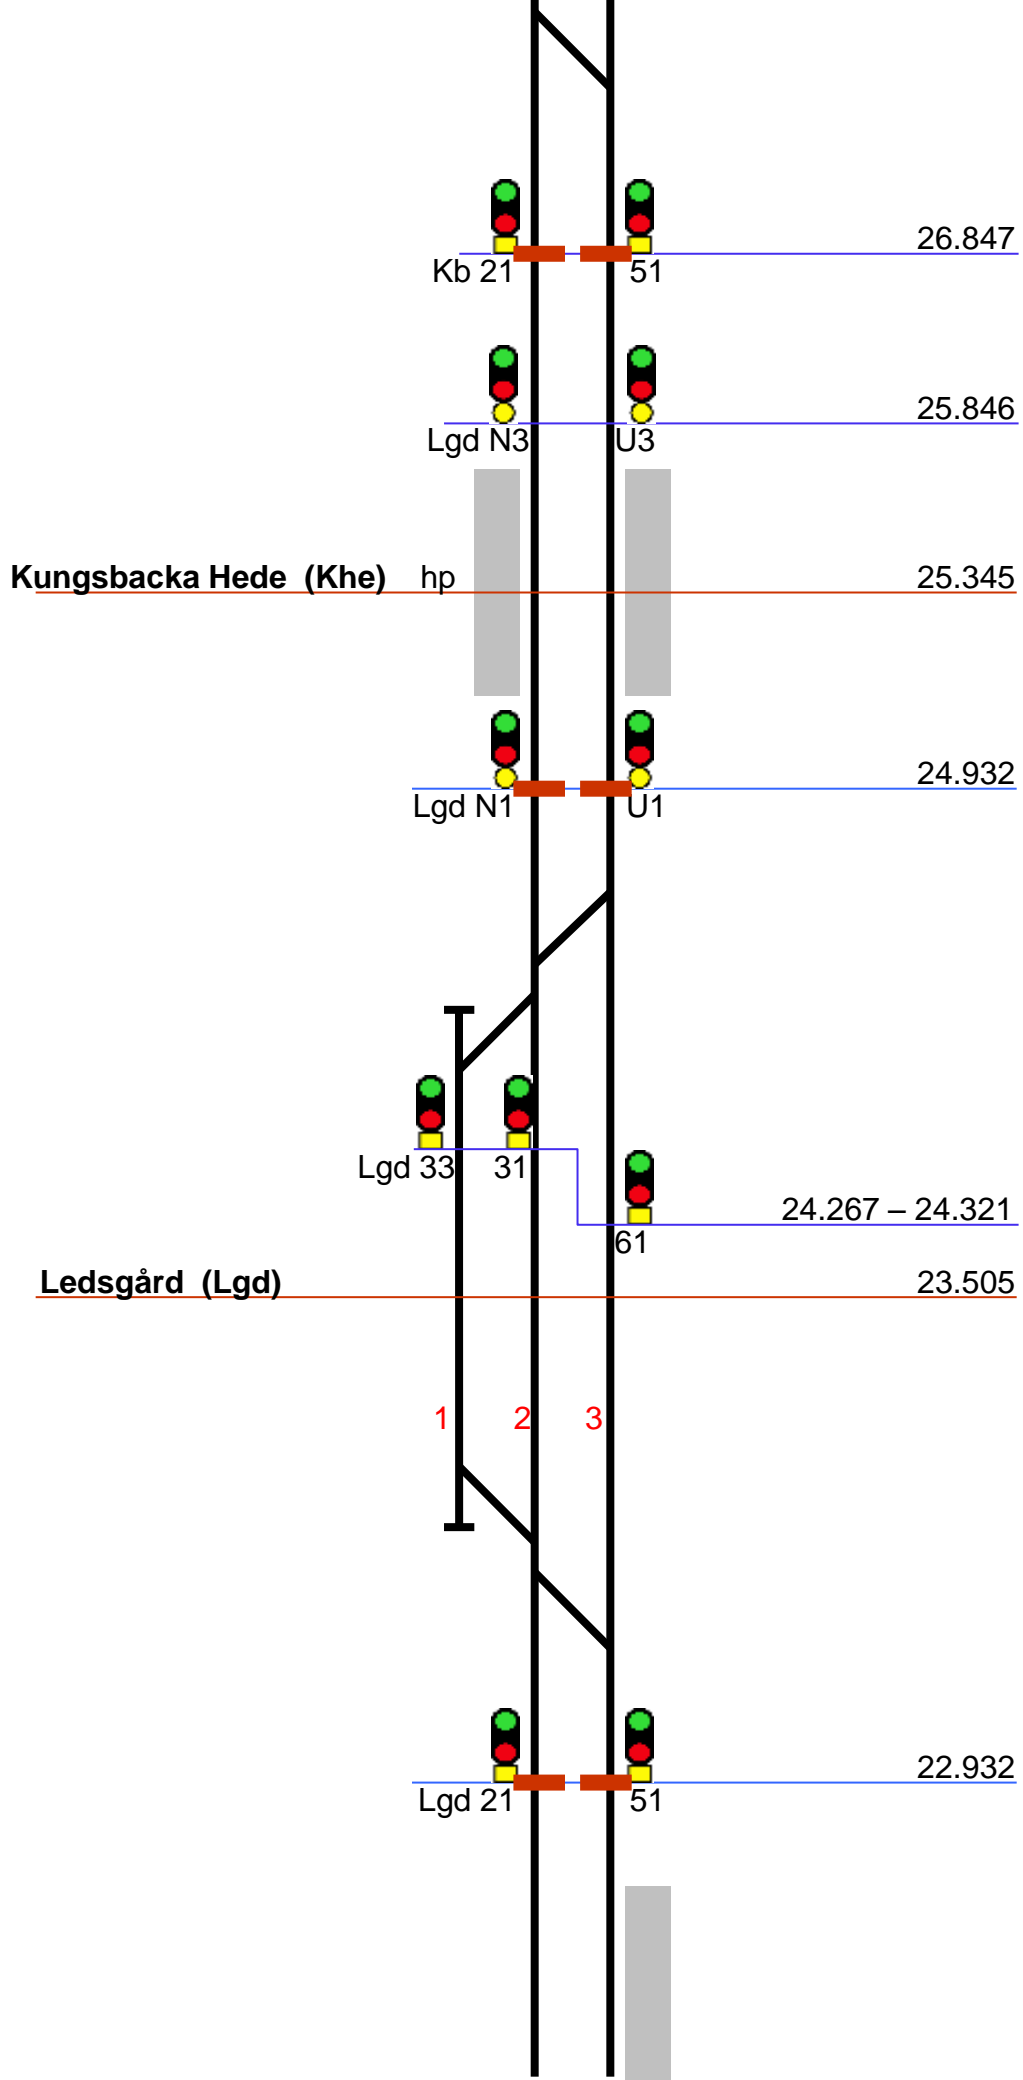 26.847
Kb 21 51
25.846
Lgd N3 U3
Kungsbacka Hede (Khe) hp 25.345
24.932
Lgd N1 U1
Lgd 33 31
24.267 – 24.321
61
Ledsgård (Lgd) 23.505
1 2 3
22.932
Lgd 21 51